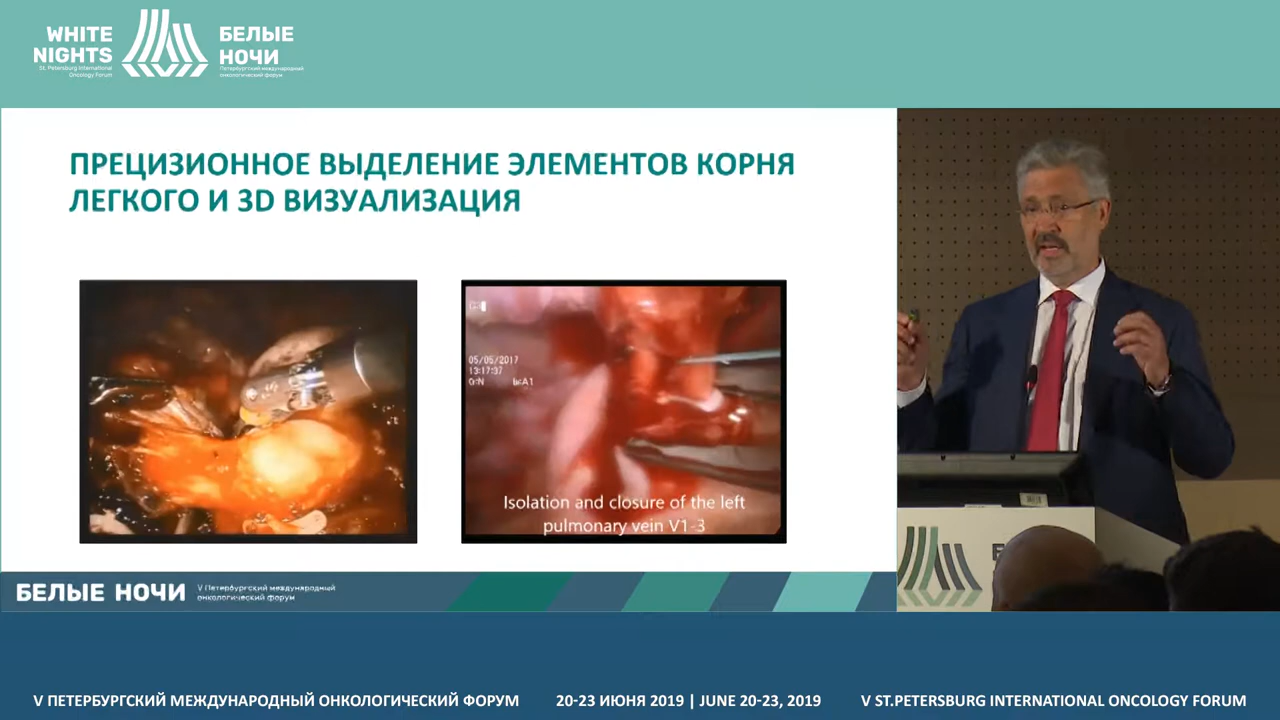 WHITE
NIGHTS
St. Petersburg International
Oncology Forum
БЕЛЫЕ
НОЧИ
Петербургский международный
онкологический форум
ПРЕЦИЗИОННОЕ ВЫДЕЛЕНИЕ ЭЛЕМЕНТОВ КОРНЯ
ЛЕГКОГО И 3D ВИЗУАЛИЗАЦИЯ
05/05/2017
13:17:37
Isolation and closure of the left
pulmonary vein V1-3
БЕЛЫЕ НОЧИ
V Петербургский международный
онкологический форум
V ПЕТЕРБУРГСКИЙ МЕЖДУНАРОДНЫЙ ОНКОЛОГИЧЕСКИЙ ФОРУМ
20-23 ИЮНЯ 2019 | JUNE 20-23, 2019
V ST.PETERSBURG INTERNATIONAL ONCOLOGY FORUM